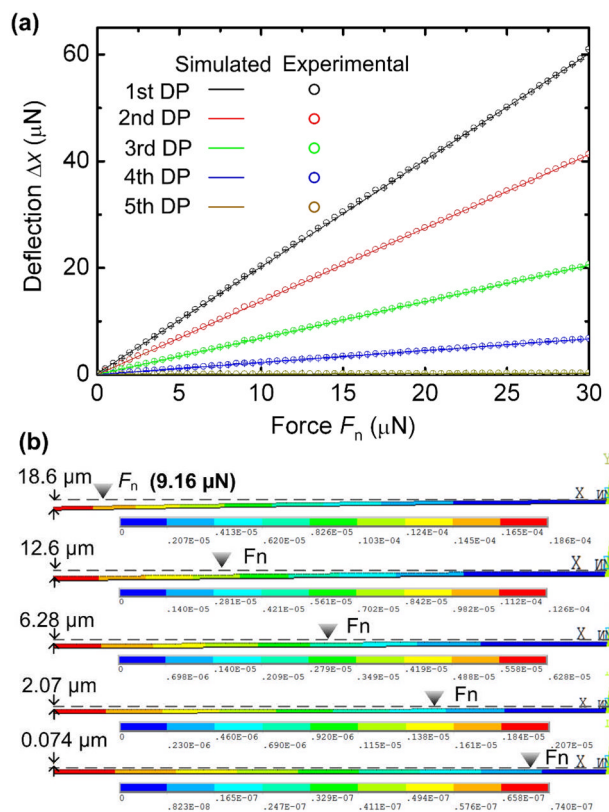 (a)
60
40
20
0
Deflection Δx (μN)
Simulated Experimental
1st DP
2nd DP
3rd DP
4th DP
5th DP
0 5 10 15 20 25 30
Force Fn (μN)
(b)
18.6 μm Fn (9.16 μN)
Y
X
0 .413E-05 .826E-05 .124E-04 .165E-04
.207E-05 .620E-05 .103E-04 .145E-04 .186E-04
12.6 μm Fn
X
0 .281E-05 .561E-05 .842E-05 .112E-04
.140E-05 .421E-05 .702E-05 .982E-05 .126E-04
6.28 μm Fn
X
0 .140E-05 .279E-05 .419E-05 .558E-05
.698E-06 .209E-05 .349E-05 .488E-05 .628E-05
2.07 μm Fn
X
0 .460E-06 .920E-06 .138E-05 .184E-05
.230E-06 .690E-06 .115E-05 .161E-05 .207E-05
0.074 μm Fn
X
0 .165E-07 .329E-07 .494E-07 .658E-07
.823E-08 .247E-07 .411E-07 .576E-07 .740E-07